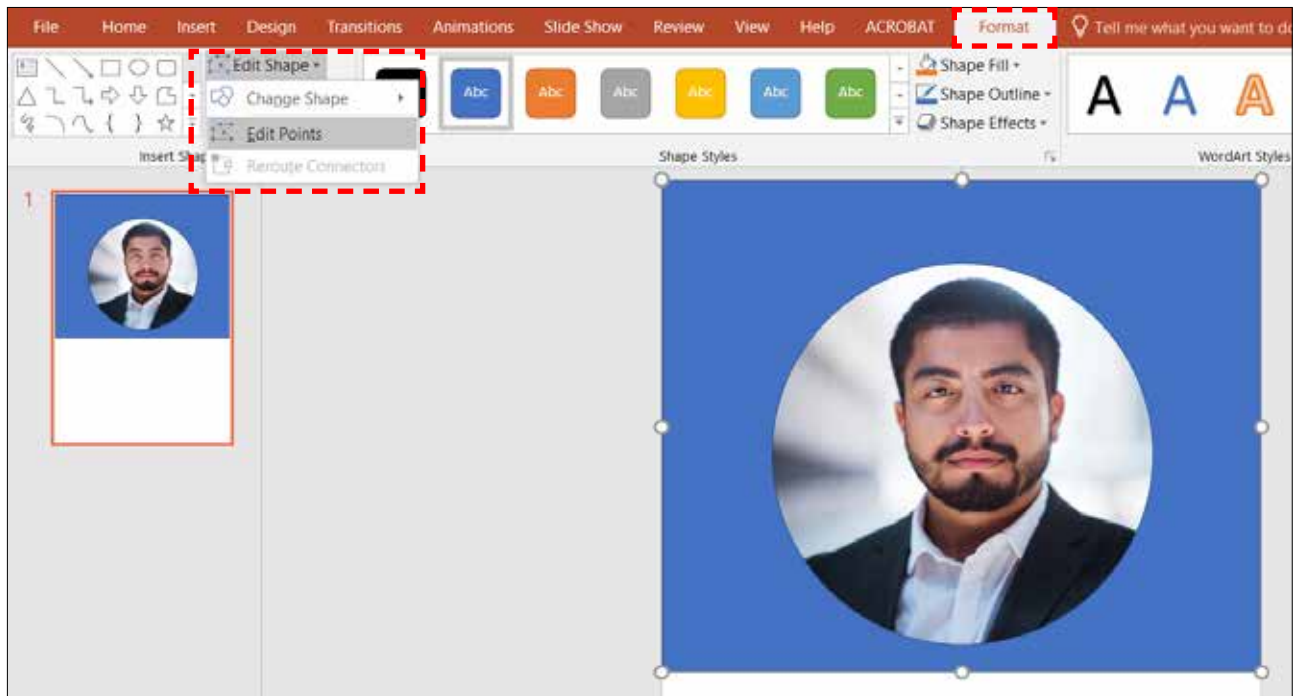 File Home Insert Design Transitions Animations Slide Show Review View Help ACROBAT Format Tell me what you want to
Edit Shape
Change Shape
Edit Points
Reroute Connectors
Abc Abc Abc Abc Abc Abc
Shape Fill
Shape Outline
Shape Effects
A A A
Insert Shape Styles WordArt Styles
1